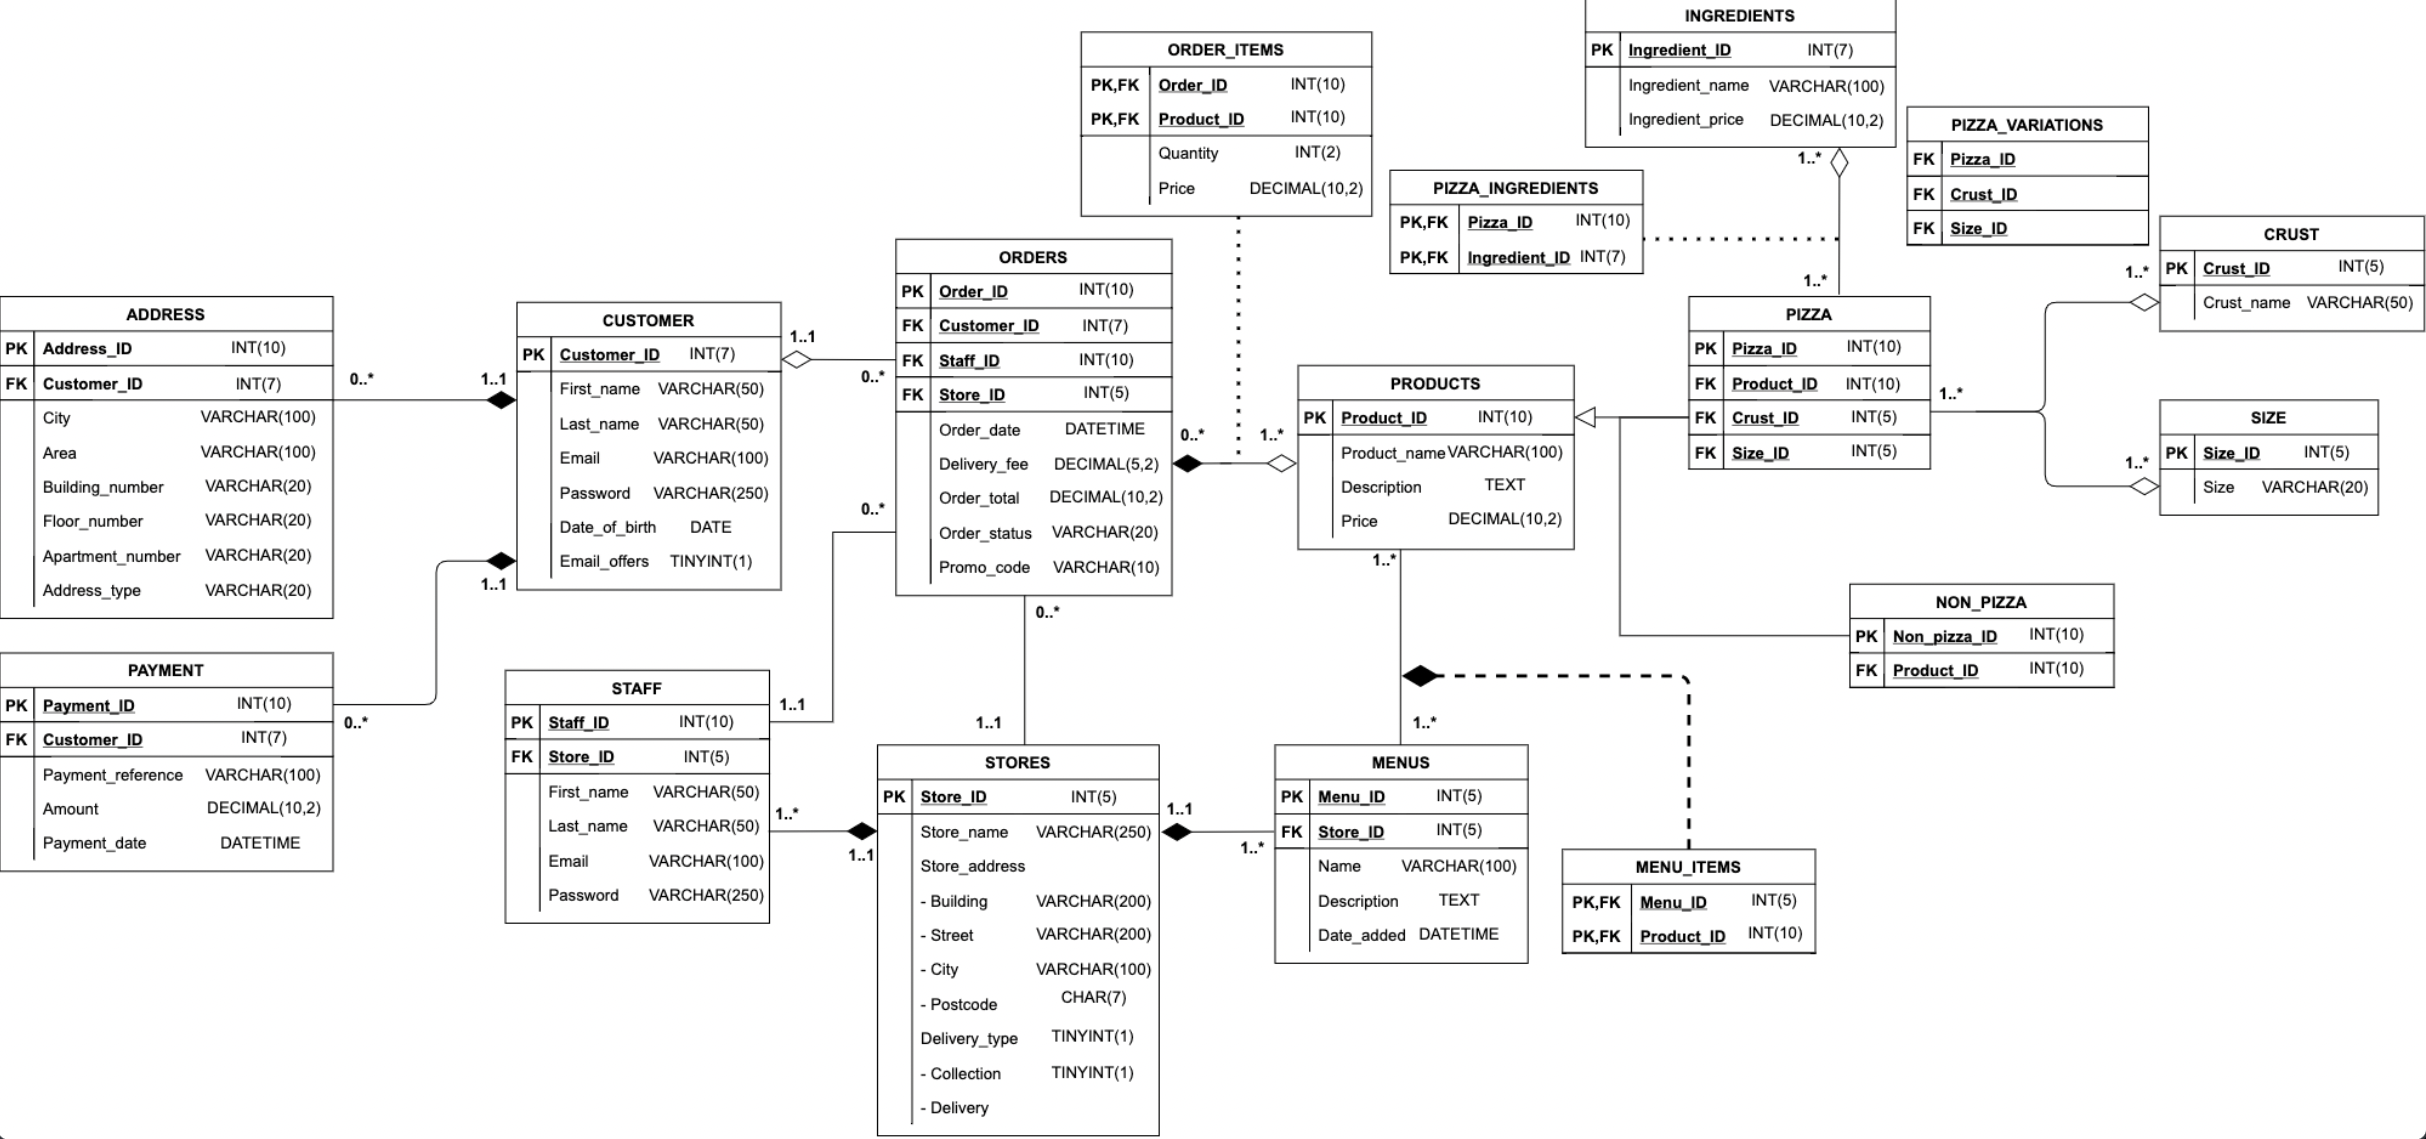 INGREDIENTS
PK Ingredient_ID INT(7)
Ingredient_name VARCHAR(100)
Ingredient_price DECIMAL(10,2)
1..*
1..*
ORDER_ITEMS
PK,FK Order_ID INT(10)
PK,FK Product_ID INT(10)
Quantity INT(2)
Price DECIMAL(10,2)
PIZZA_VARIATIONS
FK Pizza_ID
FK Crust_ID
FK Size_ID
PIZZA_INGREDIENTS
PK,FK Pizza_ID INT(10)
PK,FK Ingredient_ID INT(7)
CRUST
PK Crust_ID INT(5)
Crust_name VARCHAR(50)
1..*
ORDERS
PK Order_ID INT(10)
FK Customer_ID INT(7)
FK Staff_ID INT(10)
FK Store_ID INT(5)
Order_date DATETIME
Delivery_fee DECIMAL(5,2)
Order_total DECIMAL(10,2)
Order_status VARCHAR(20)
Promo_code VARCHAR(10)
ADDRESS
PK Address_ID INT(10)
FK Customer_ID INT(7)
City VARCHAR(100)
Area VARCHAR(100)
Building_number VARCHAR(20)
Floor_number VARCHAR(20)
Apartment_number VARCHAR(20)
Address_type VARCHAR(20)
0..* 1..1
CUSTOMER
PK Customer_ID INT(7)
First_name VARCHAR(50)
Last_name VARCHAR(50)
Email VARCHAR(100)
Password VARCHAR(250)
Date_of_birth DATE
Email_offers TINYINT(1)
1..1
0..*
0..*
1..1
0..* 1..*
PIZZA
PK Pizza_ID INT(10)
FK Product_ID INT(10)
FK Crust_ID INT(5)
FK Size_ID INT(5)
1..*
PRODUCTS
PK Product_ID INT(10)
Product_name VARCHAR(100)
Description TEXT
Price DECIMAL(10,2)
1..*
SIZE
PK Size_ID INT(5)
Size VARCHAR(20)
1..*
NON_PIZZA
PK Non_pizza_ID INT(10)
FK Product_ID INT(10)
0..*
PAYMENT
PK Payment_ID INT(10)
FK Customer_ID INT(7)
Payment_reference VARCHAR(100)
Amount DECIMAL(10,2)
Payment_date DATETIME
0..*
STAFF
PK Staff_ID INT(10)
FK Store_ID INT(5)
First_name VARCHAR(50)
Last_name VARCHAR(50)
Email VARCHAR(100)
Password VARCHAR(250)
1..1
1..*
1..1
1..1
STORES
PK Store_ID INT(5)
Store_name VARCHAR(250)
Store_address
- Building VARCHAR(200)
- Street VARCHAR(200)
- City VARCHAR(100)
- Postcode CHAR(7)
Delivery_type TINYINT(1)
- Collection TINYINT(1)
- Delivery
1..1
1..*
1..*
MENUS
PK Menu_ID INT(5)
FK Store_ID INT(5)
Name VARCHAR(100)
Description TEXT
Date_added DATETIME
MENU_ITEMS
PK,FK Menu_ID INT(5)
PK,FK Product_ID INT(10)